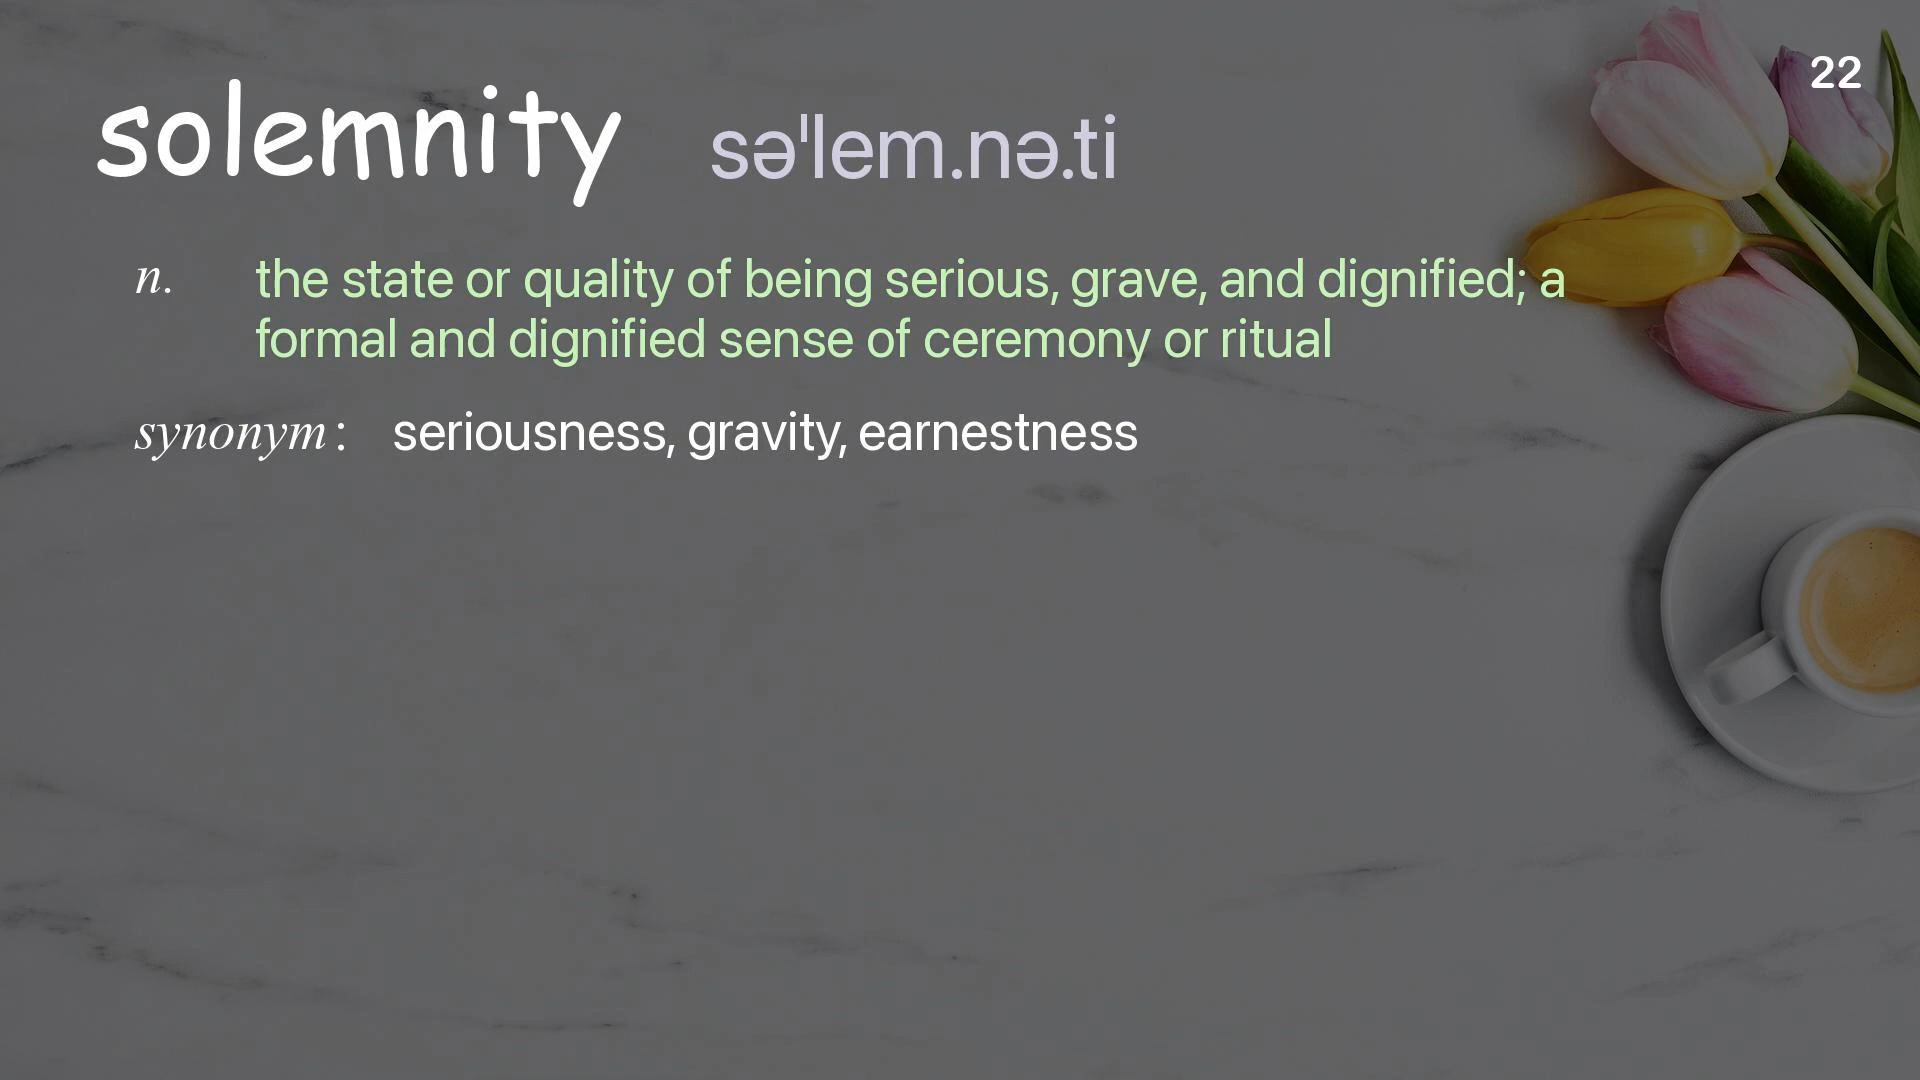 22
solemnity səˈlem.nə.ti
n. the state or quality of being serious, grave, and dignified; a
formal and dignified sense of ceremony or ritual
synonym : seriousness, gravity, earnestness